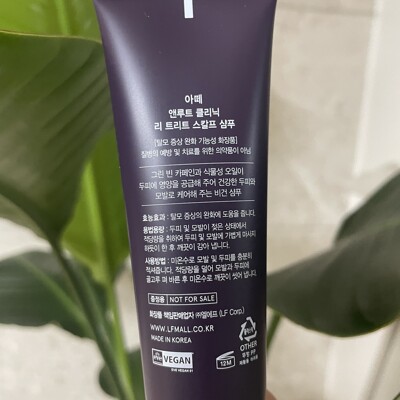 아떼
앤루트 클리닉
리 트리트 스칼프 샴푸
[탈모 증상 완화 기능성 화장품]
질병의 예방 및 치료를 위한 의약품이 아님
그린 빈 카페인과 식물성 오일이
두피에 영양을 공급해 주어 건강한 두피와
모발로 케어해 주는 비건 샴푸
효능효과 : 탈모 증상의 완화에 도움을 줍니다.
용법용량 : 두피 및 모발이 젖은 상태에서
적당량을 취하여 두피 및 모발에 가볍게 마사지
하듯이 한 후 깨끗이 감아 냅니다.
사용방법 : 미온수로 모발 및 두피를 충분히
적셔줍니다. 적당량을 덜어 모발과 두피에
골고루 펴 바른 후 미온수로 깨끗이 씻어 냅니다.
증정용 NOT FOR SALE
화장품 책임판매업자 ㈜엘에프 (LF Corp.)
WWW.LFMALL.CO.KR
MADE IN KOREA
VEGAN
EVE VEGAN
12M
OTHER